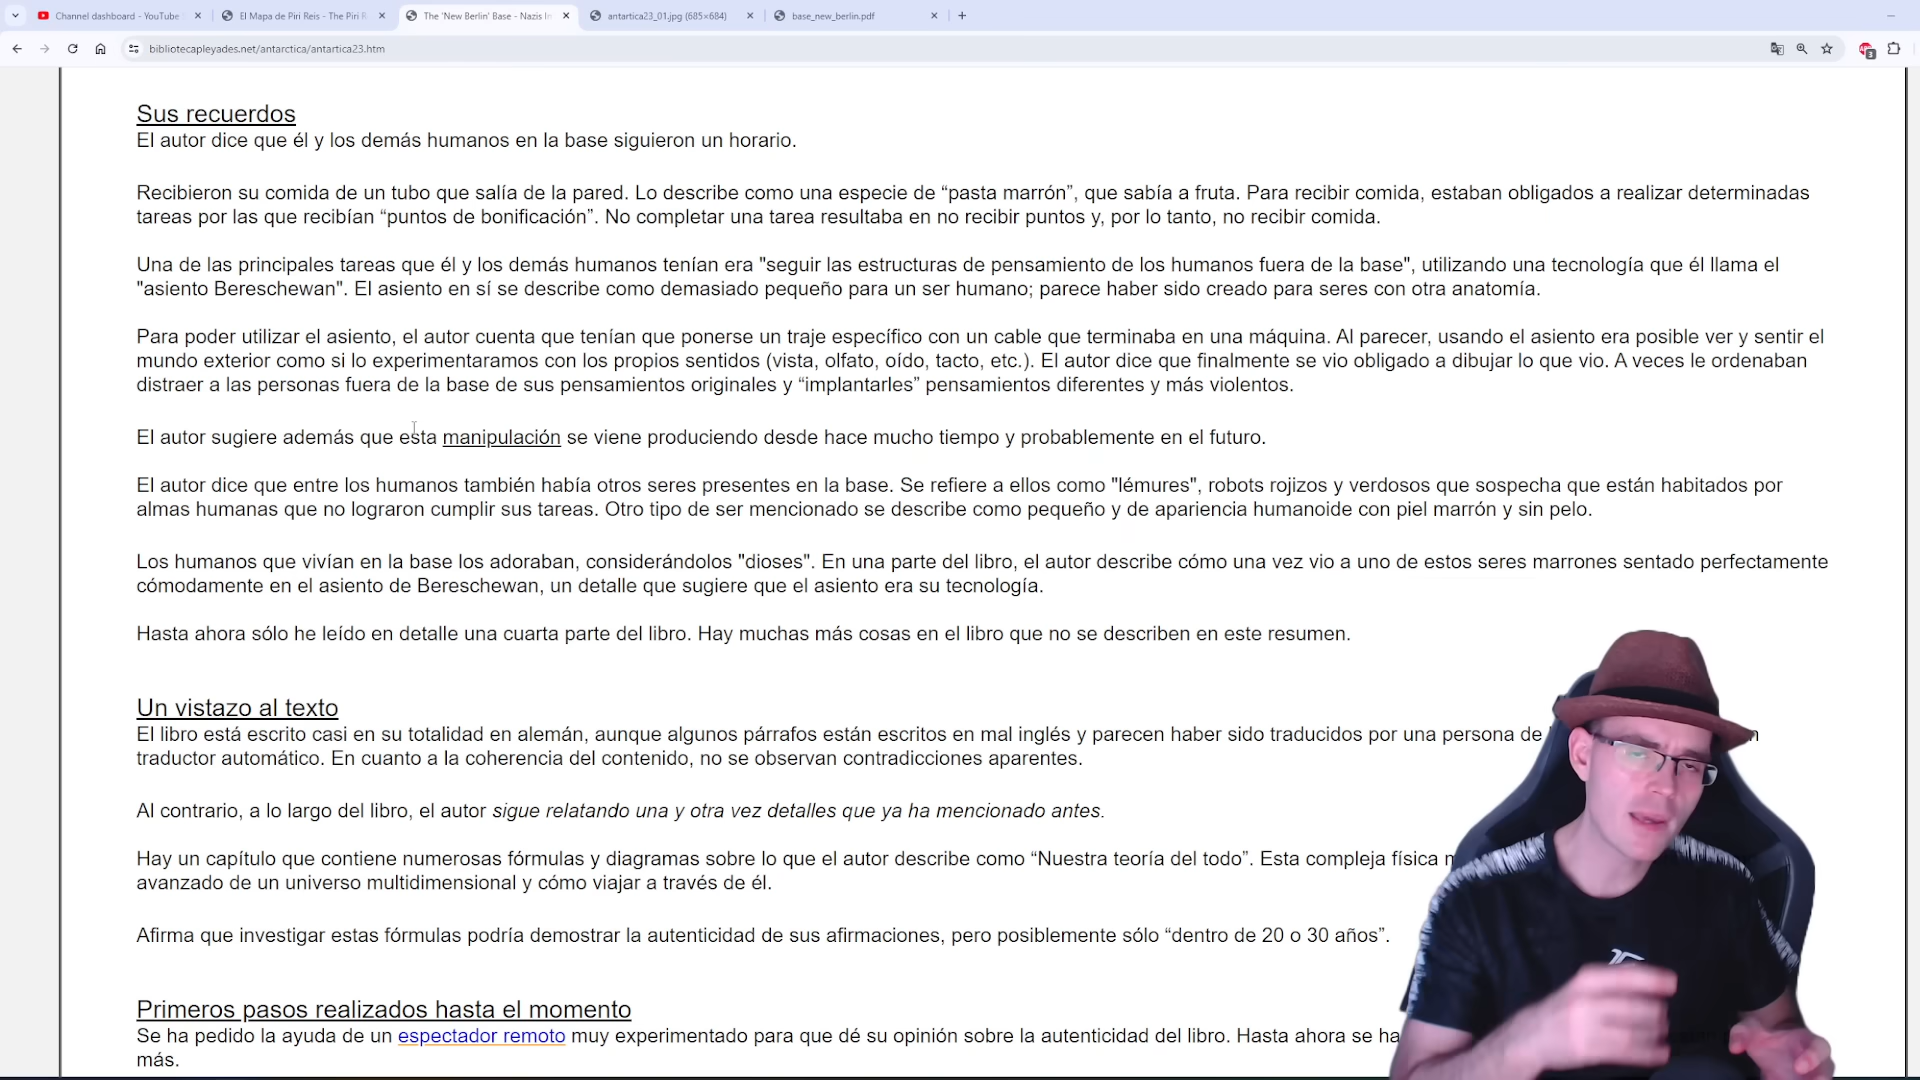 Channel dashboard - YouTube
El Mapa de Piri Reis - The Piri R
The 'New Berlin' Base - Nazis In
antartica23_01.jpg (685×684)
base_new_berlin.pdf
bibliotecapleyades.net/antarctica/antartica23.htm
3
Sus recuerdos
El autor dice que él y los demás humanos en la base siguieron un horario.
Recibieron su comida de un tubo que salía de la pared. Lo describe como una especie de “pasta marrón”, que sabía a fruta. Para recibir comida, estaban obligados a realizar determinadas
tareas por las que recibían “puntos de bonificación”. No completar una tarea resultaba en no recibir puntos y, por lo tanto, no recibir comida.
Una de las principales tareas que él y los demás humanos tenían era "seguir las estructuras de pensamiento de los humanos fuera de la base", utilizando una tecnología que él llama el
"asiento Bereschewan". El asiento en sí se describe como demasiado pequeño para un ser humano; parece haber sido creado para seres con otra anatomía.
Para poder utilizar el asiento, el autor cuenta que tenían que ponerse un traje específico con un cable que terminaba en una máquina. Al parecer, usando el asiento era posible ver y sentir el
mundo exterior como si lo experimentaramos con los propios sentidos (vista, olfato, oído, tacto, etc.). El autor dice que finalmente se vio obligado a dibujar lo que vio. A veces le ordenaban
distraer a las personas fuera de la base de sus pensamientos originales y “implantarles” pensamientos diferentes y más violentos.
El autor sugiere además que esta manipulación se viene produciendo desde hace mucho tiempo y probablemente en el futuro.
El autor dice que entre los humanos también había otros seres presentes en la base. Se refiere a ellos como "lémures", robots rojizos y verdosos que sospecha que están habitados por
almas humanas que no lograron cumplir sus tareas. Otro tipo de ser mencionado se describe como pequeño y de apariencia humanoide con piel marrón y sin pelo.
Los humanos que vivían en la base los adoraban, considerándolos "dioses". En una parte del libro, el autor describe cómo una vez vio a uno de estos seres marrones sentado perfectamente
cómodamente en el asiento de Bereschewan, un detalle que sugiere que el asiento era su tecnología.
Hasta ahora sólo he leído en detalle una cuarta parte del libro. Hay muchas más cosas en el libro que no se describen en este resumen.
Un vistazo al texto
El libro está escrito casi en su totalidad en alemán, aunque algunos párrafos están escritos en mal inglés y parecen haber sido traducidos por una persona de
traductor automático. En cuanto a la coherencia del contenido, no se observan contradicciones aparentes.
Al contrario, a lo largo del libro, el autor sigue relatando una y otra vez detalles que ya ha mencionado antes.
Hay un capítulo que contiene numerosas fórmulas y diagramas sobre lo que el autor describe como “Nuestra teoría del todo”. Esta compleja física
avanzado de un universo multidimensional y cómo viajar a través de él.
Afirma que investigar estas fórmulas podría demostrar la autenticidad de sus afirmaciones, pero posiblemente sólo “dentro de 20 o 30 años”.
Primeros pasos realizados hasta el momento
Se ha pedido la ayuda de un espectador remoto muy experimentado para que dé su opinión sobre la autenticidad del libro. Hasta ahora se ha
más.